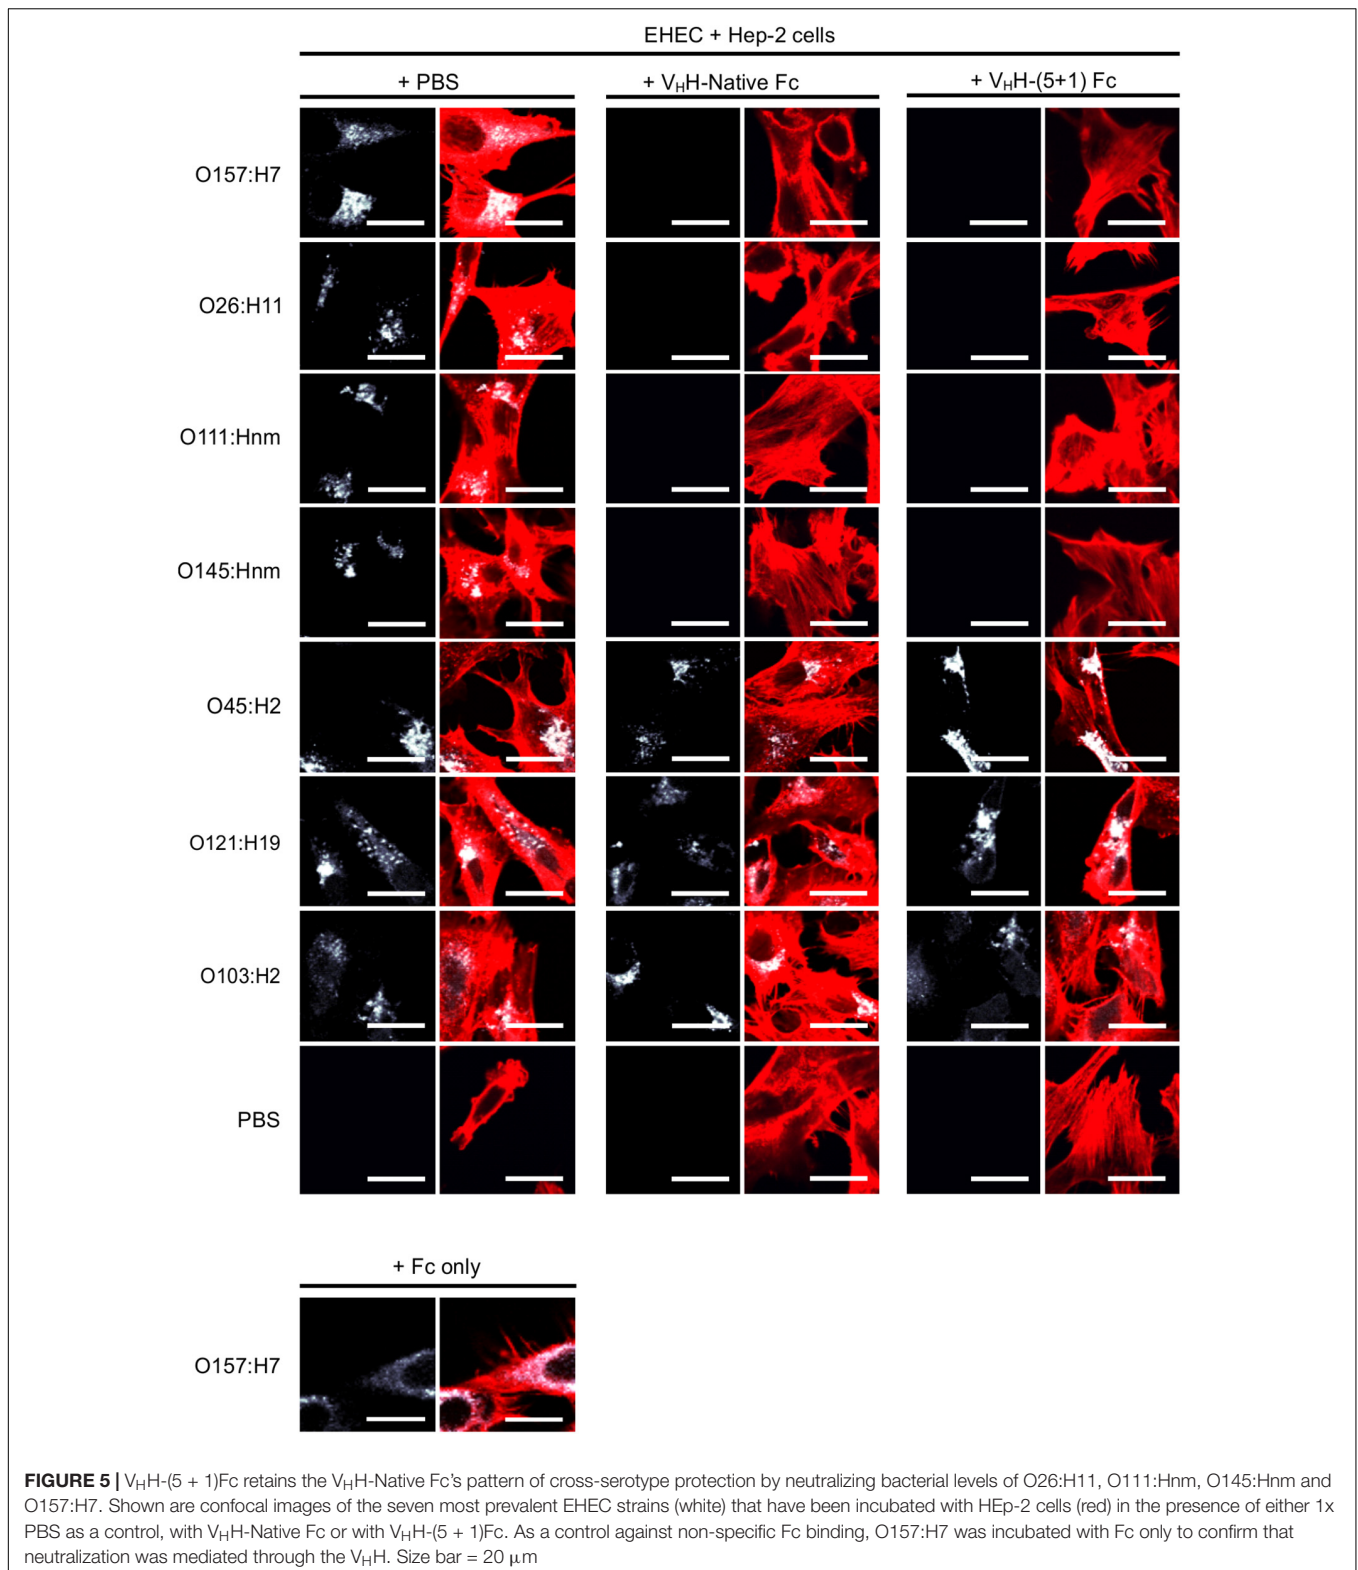 EHEC + Hep-2 cells
+ PBS
+ VHH-Native Fc
+ VHH-(5+1) Fc
O157:H7
O26:H11
O111:Hnm
O145:Hnm
O45:H2
O121:H19
O103:H2
PBS
+ Fc only
O157:H7
FIGURE 5 | VHH-(5 + 1)Fc retains the VHH-Native Fc's pattern of cross-serotype protection by neutralizing bacterial levels of O26:H11, O111:Hnm, O145:Hnm and
O157:H7. Shown are confocal images of the seven most prevalent EHEC strains (white) that have been incubated with HEp-2 cells (red) in the presence of either 1x
PBS as a control, with VHH-Native Fc or with VHH-(5 + 1)Fc. As a control against non-specific Fc binding, O157:H7 was incubated with Fc only to confirm that
neutralization was mediated through the VHH. Size bar = 20 μm